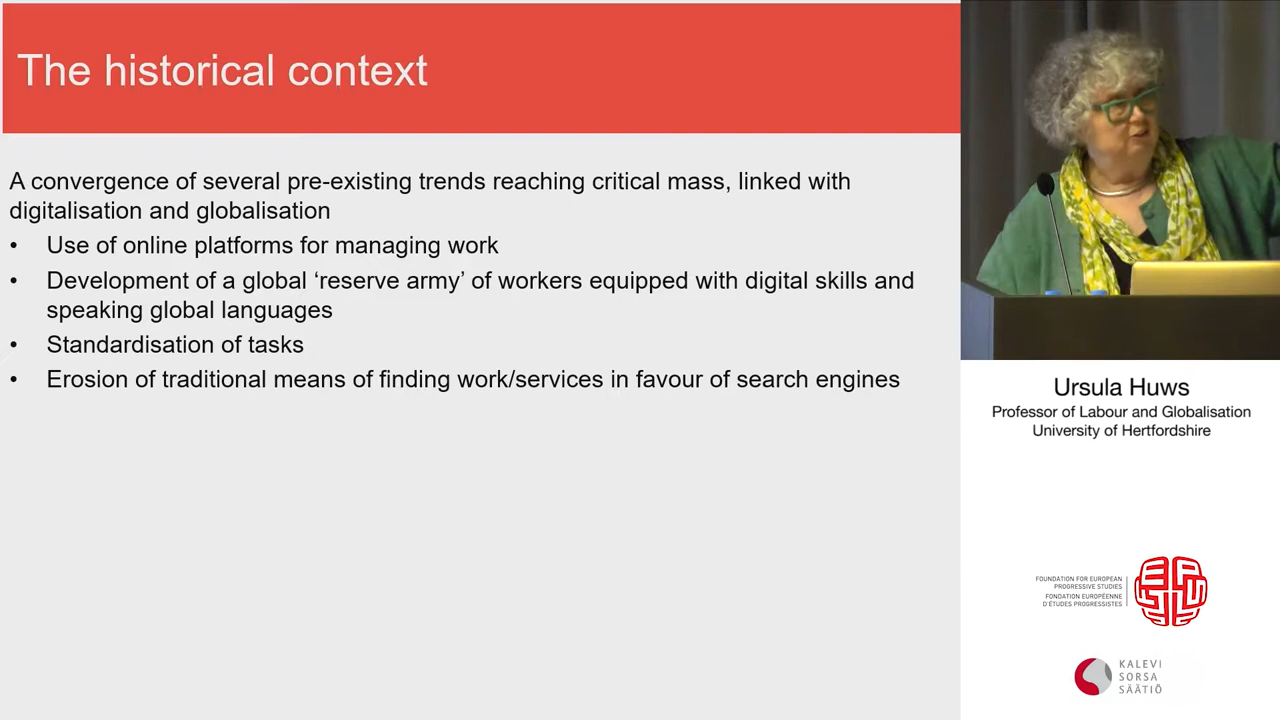 The historical context
A convergence of several pre-existing trends reaching critical mass, linked with
digitalisation and globalisation
• Use of online platforms for managing work
• Development of a global ‘reserve army’ of workers equipped with digital skills and
speaking global languages
• Standardisation of tasks
• Erosion of traditional means of finding work/services in favour of search engines
Ursula Huws
Professor of Labour and Globalisation
University of Hertfordshire
FOUNDATION FOR EUROPEAN
PROGRESSIVE STUDIES
FONDATION EUROPÉENNE
D'ÉTUDES PROGRESSISTES
KALEVI
SORSA
SÄÄTIÖ